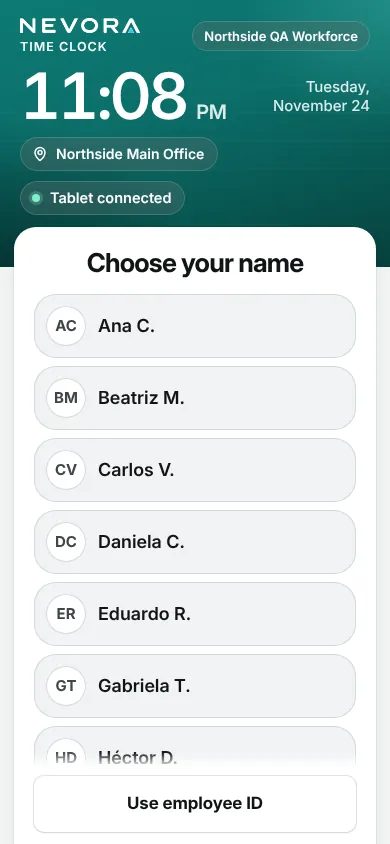 NEVORA
TIME CLOCK
Northside QA Workforce
11:08 PM
Tuesday,
November 24
Northside Main Office
Tablet connected
Choose your name
AC Ana C.
BM Beatriz M.
CV Carlos V.
DC Daniela C.
ER Eduardo R.
GT Gabriela T.
HD Héctor D.
Use employee ID